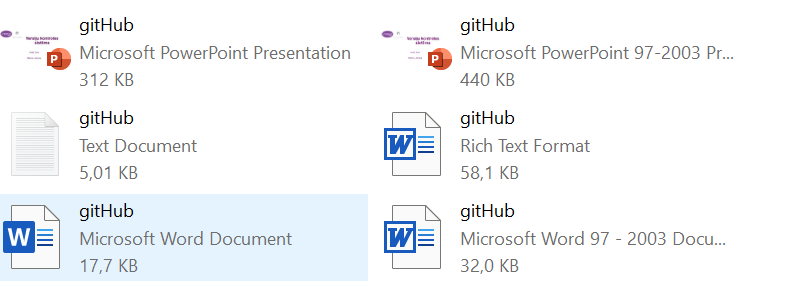 gitHub
Microsoft PowerPoint Presentation
312 KB
gitHub
Microsoft PowerPoint 97-2003 Pr...
440 KB
gitHub
Text Document
5,01 KB
gitHub
Rich Text Format
58,1 KB
gitHub
Microsoft Word Document
17,7 KB
gitHub
Microsoft Word 97 - 2003 Docu...
32,0 KB